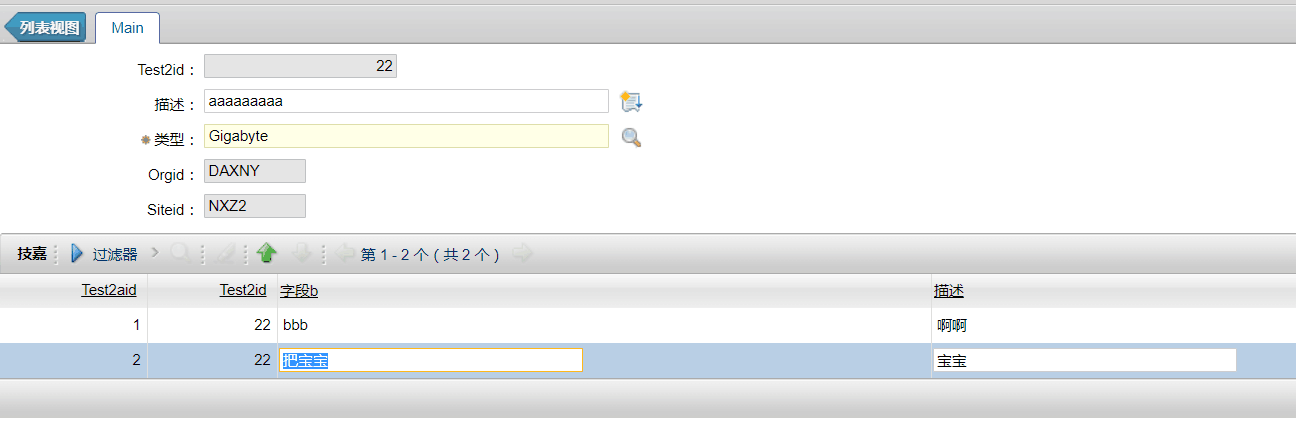 列表视图 Main
Test2id : 22
描述 : aaaaaaaaa
类型 : Gigabyte
Orgid : DAXNY
Siteid : NXZ2
技嘉 过滤器 第 1 - 2 个 ( 共 2 个 )
Test2aid Test2id 字段b 描述
1 22 bbb 啊啊
2 22 把宝宝 宝宝